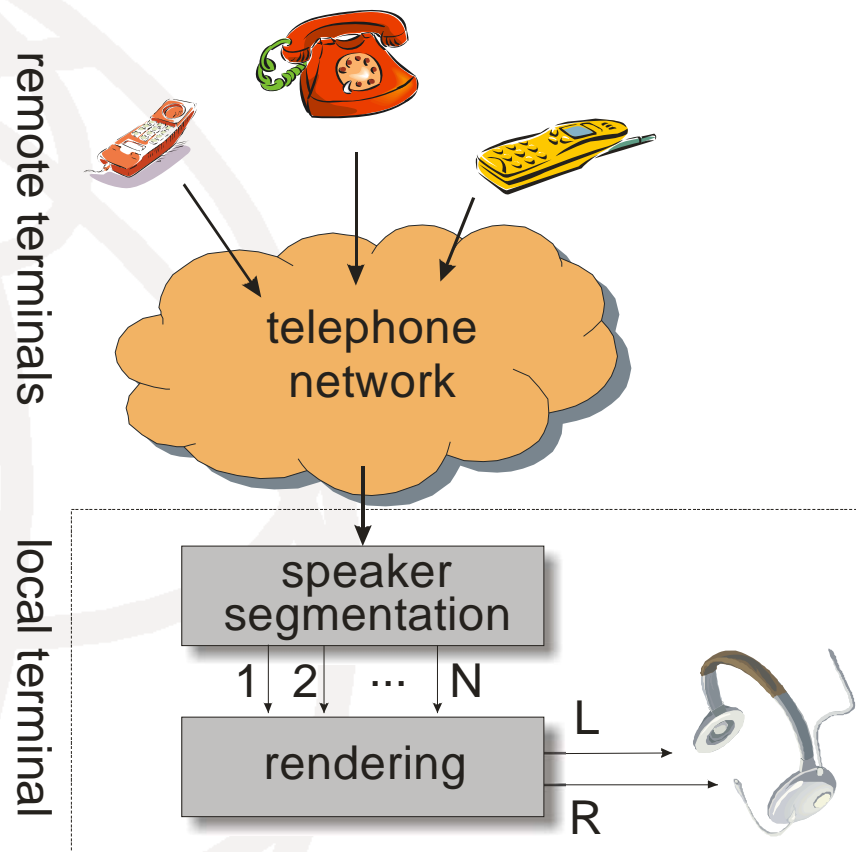 remote terminals
telephone
network
local terminal
speaker
segmentation
1 2 ... N
rendering
L
R